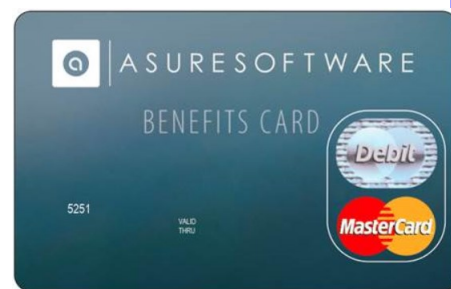 a ASURESOFTWARE
BENEFITS CARD
Debit
MasterCard
5251
VALID
THRU